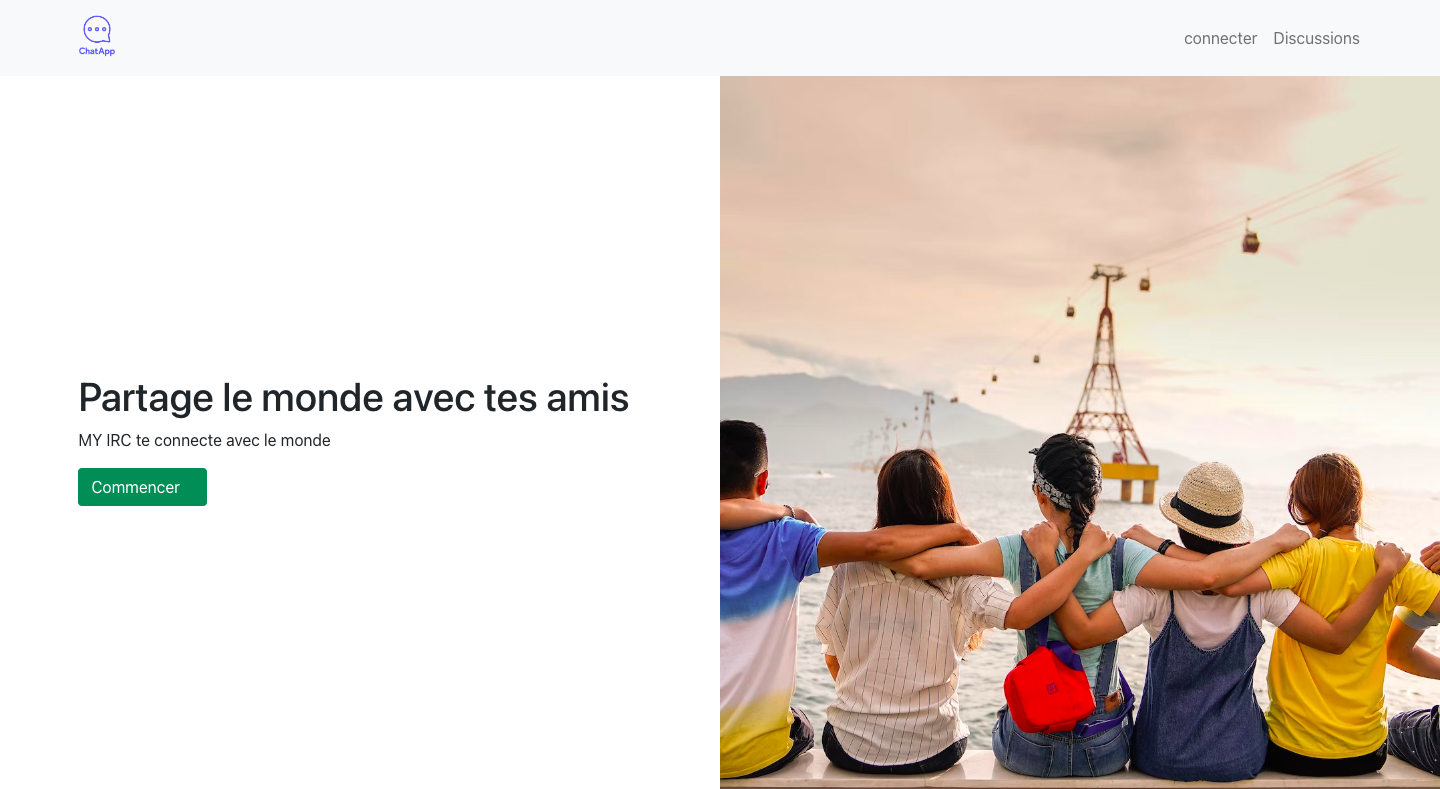 ChatApp
connecter
Discussions
Partage le monde avec tes amis
MY IRC te connecte avec le monde
Commencer